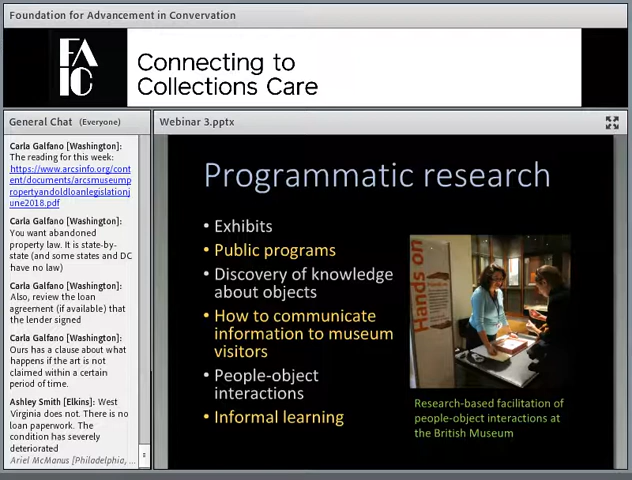 Foundation for Advancement in Convervation
FA
IC
Connecting to
Collections Care
General Chat (Everyone)
Carla Galfano [Washington]:
The reading for this week:
https://www.arcsinfo.org/cont
ent/documents/arcsmuseump
ropertyandoldloanlegislationj
une2018.pdf
Carla Galfano [Washington]:
You want abandoned
property law. It is state-by-
state (and some states and DC
have no law)
Carla Galfano [Washington]:
Also, review the loan
agreement (if available) that
the lender signed
Carla Galfano [Washington]:
Ours has a clause about what
happens if the art is not
claimed within a certain
period of time.
Ashley Smith [Elkins]: West
Virginia does not. There is no
loan paperwork. The
condition has severely
deteriorated
Ariel McManus [Philadelphia, ...
Webinar 3.pptx
Programmatic research
• Exhibits
• Public programs
• Discovery of knowledge
about objects
• How to communicate
information to museum
visitors
• People-object
interactions
• Informal learning
Hands on
Research-based facilitation of
people-object interactions at
the British Museum